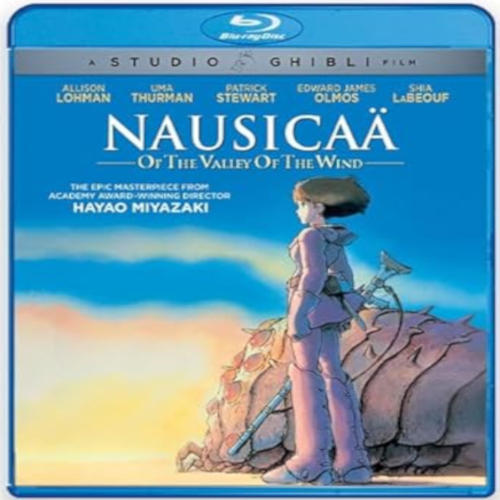 Blu-ray Disc
A STUDIO GHIBLI FILM
ALLISON LOHMAN UMA THURMAN PATRICK STEWART EDWARD JAMES OLMOS SHIA LaBEOUF
NAUSICAÄ
OF THE VALLEY OF THE WIND
THE EPIC MASTERPIECE FROM
ACADEMY AWARD-WINNING DIRECTOR
HAYAO MIYAZAKI